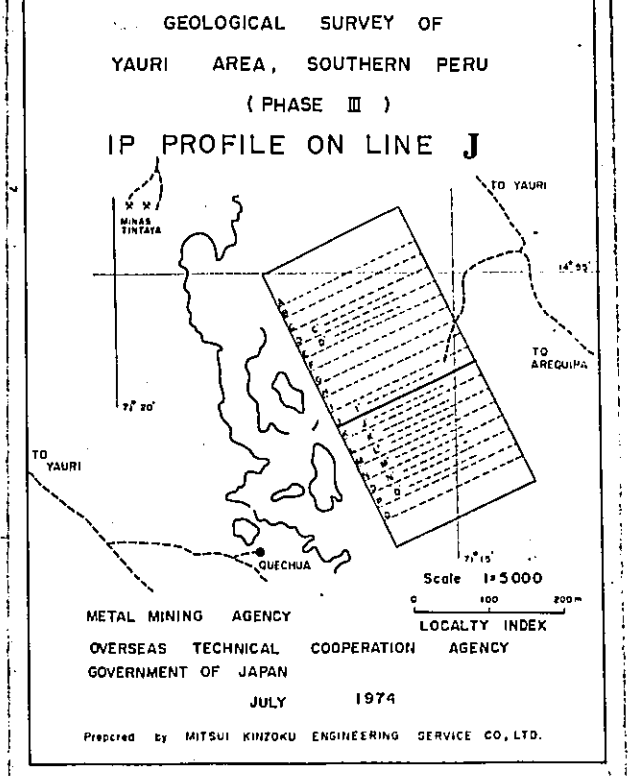 GEOLOGICAL SURVEY OF
YAURI AREA, SOUTHERN PERU
( PHASE III )
IP PROFILE ON LINE J
TO YAURI
MINAS
TINTAYA
14° 55'
TO
AREQUIPA
71° 20'
TO
YAURI
QUECHUA
71° 15'
Scale 1=5000
0 100 200m
LOCALTY INDEX
METAL MINING AGENCY
OVERSEAS TECHNICAL COOPERATION AGENCY
GOVERNMENT OF JAPAN
JULY 1974
Prepared by MITSUI KINZOKU ENGINEERING SERVICE CO, LTD.